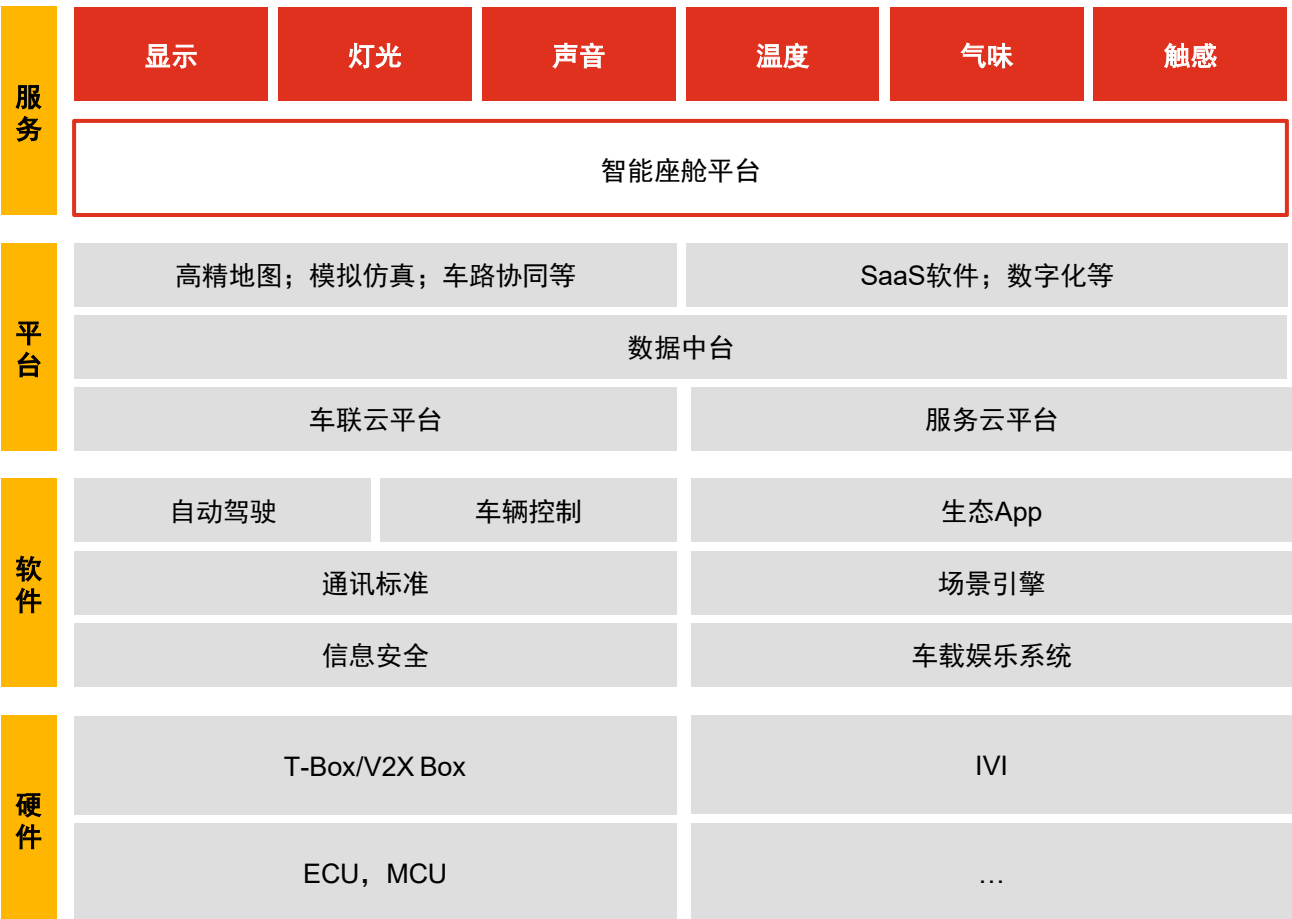 服务
显示
灯光
声音
温度
气味
触感
智能座舱平台
平台
高精地图；模拟仿真；车路协同等
SaaS软件；数字化等
数据中台
车联云平台
服务云平台
软件
自动驾驶
车辆控制
生态App
通讯标准
场景引擎
信息安全
车载娱乐系统
硬件
T-Box/V2X Box
IVI
ECU，MCU
…